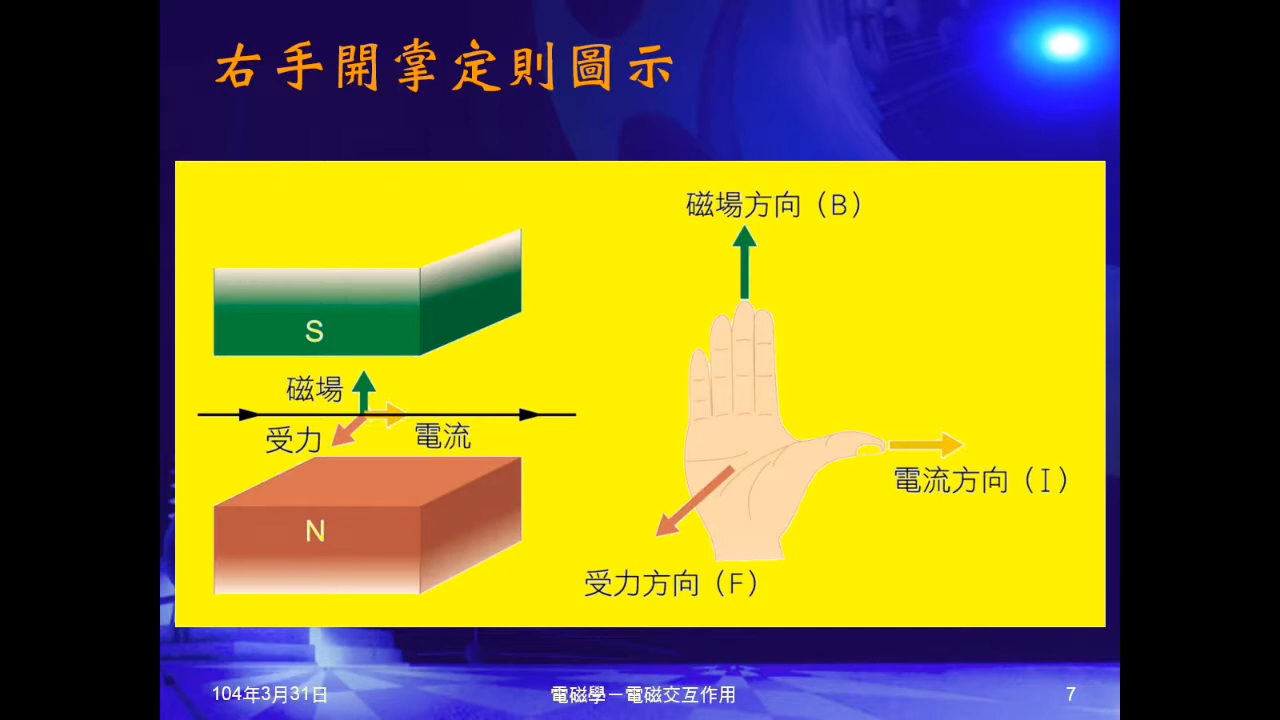 右手開掌定則圖示
S
磁場
受力
電流
N
磁場方向（B）
電流方向（I）
受力方向（F）
104年3月31日
電磁學－電磁交互作用
7